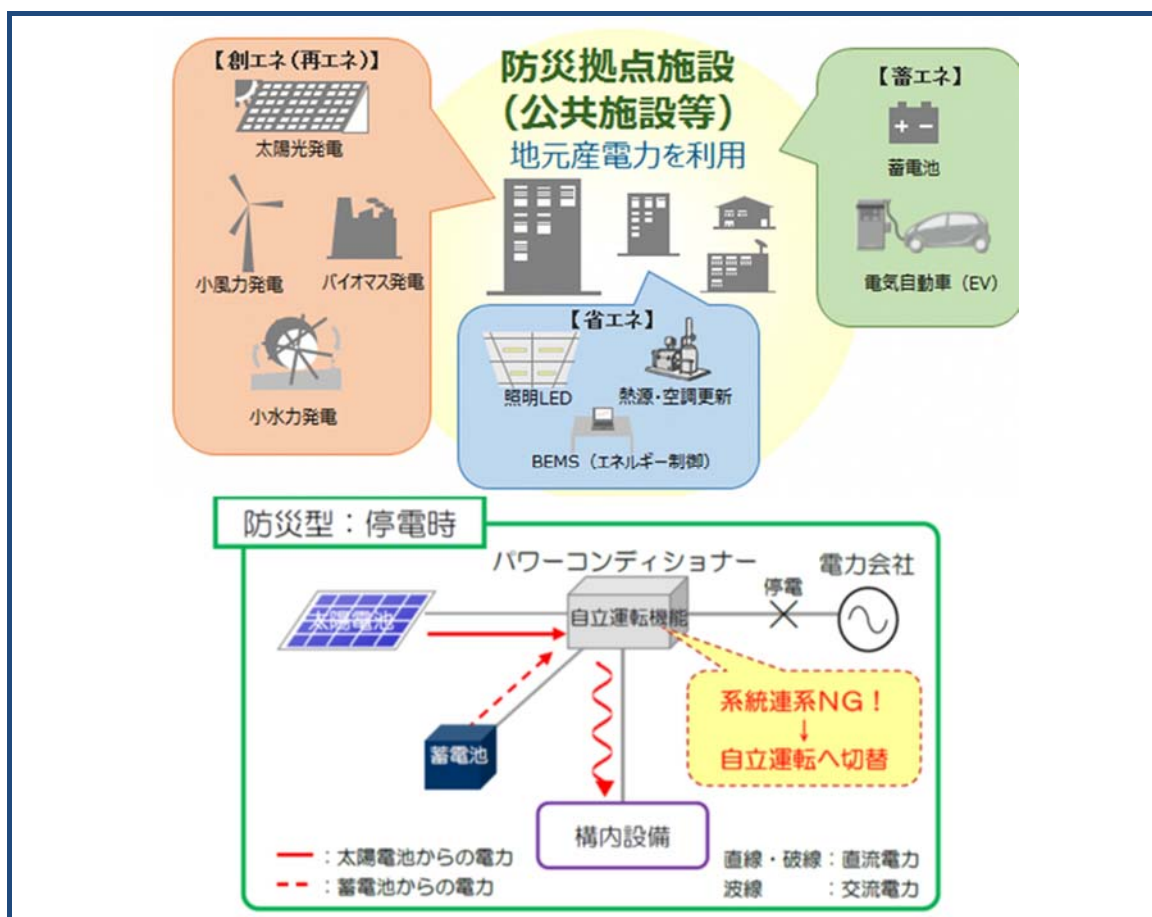 【創エネ(再エネ)】
太陽光発電
小風力発電
バイオマス発電
小水力発電
防災拠点施設
(公共施設等)
地元産電力を利用
【蓄エネ】
蓄電池
電気自動車(EV)
【省エネ】
照明LED
熱源・空調更新
BEMS(エネルギー制御)
防災型:停電時
パワーコンディショナー
電力会社
停電
太陽電池
自立運転機能
系統連系NG!
↓
自立運転へ切替
蓄電池
構内設備
:太陽電池からの電力
:蓄電池からの電力
直線・破線:直流電力
波線 :交流電力